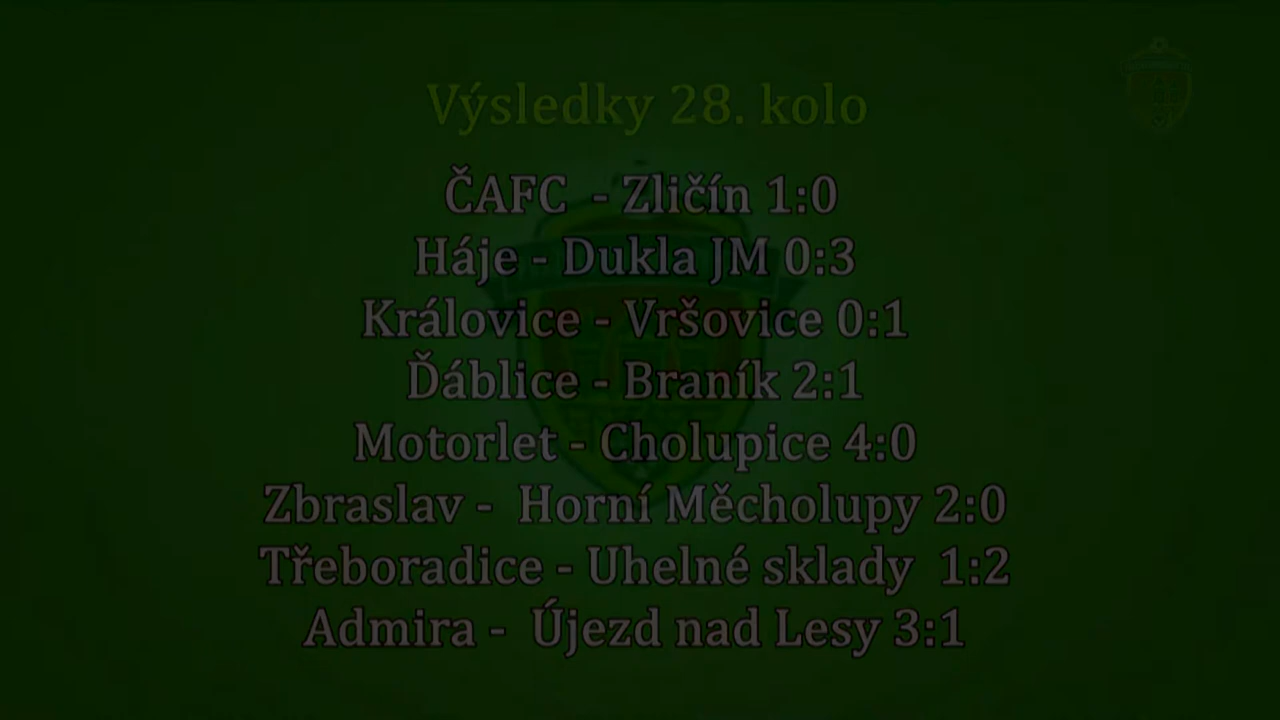 Výsledky 28. kolo
ČAFC - Zličín 1:0
Háje - Dukla JM 0:3
Královice - Vršovice 0:1
Ďáblice - Braník 2:1
Motorlet - Cholupice 4:0
Zbraslav - Horní Měcholupy 2:0
Třeboradice - Uhelné sklady 1:2
Admira - Újezd nad Lesy 3:1